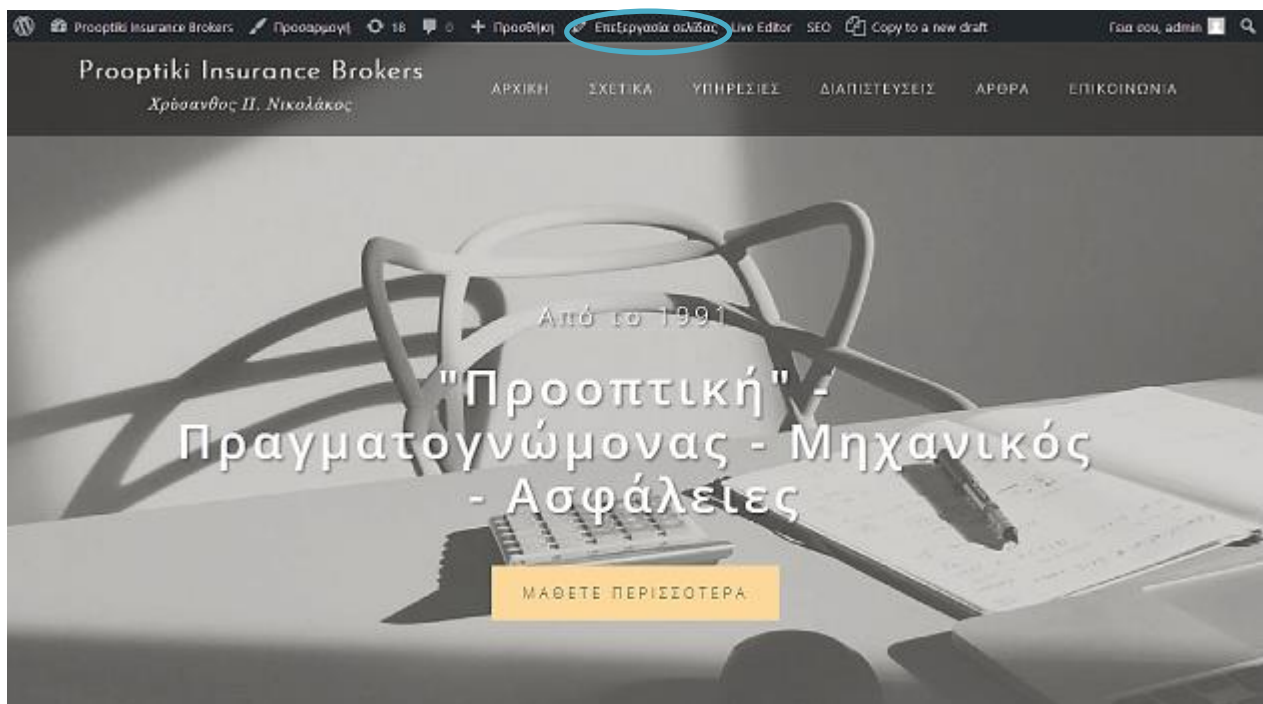 Prooptiki Insurance Brokers Προσαρμογή 18 0 + Προσθήκη Επεξεργασία σελίδας Live Editor SEO Copy to a new draft Γεια σου, admin
Prooptiki Insurance Brokers
Χρύσανθος Π. Νικολάκος
ΑΡΧΙΚΗ ΣΧΕΤΙΚΑ ΥΠΗΡΕΣΙΕΣ ΔΙΑΠΙΣΤΕΥΣΕΙΣ ΑΡΘΡΑ ΕΠΙΚΟΙΝΩΝΙΑ
Από το 1991
"Προοπτική" -
Πραγματογνώμονας - Μηχανικός
- Ασφάλειες
ΜΑΘΕΤΕ ΠΕΡΙΣΣΟΤΕΡΑ